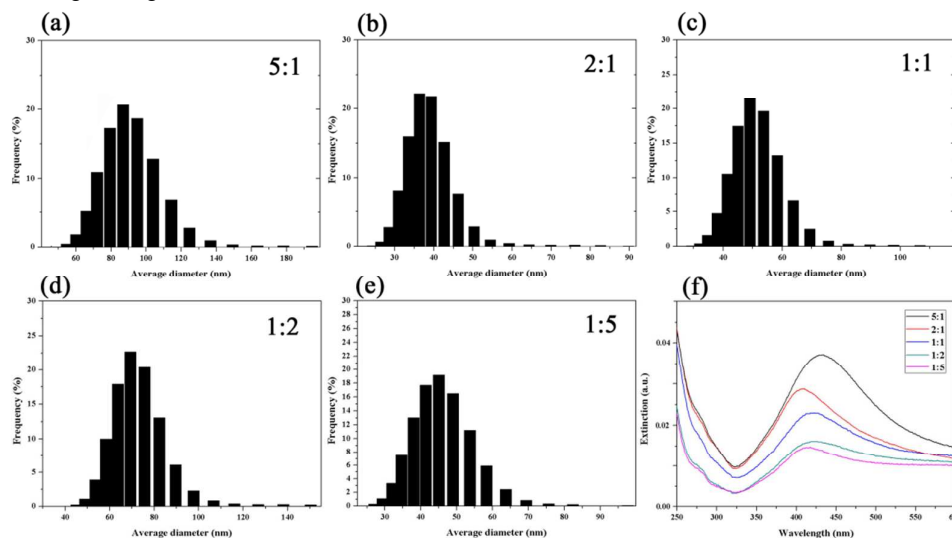 (a)
5:1
30
20
10
0
Frequency (%)
60 80 100 120 140 160 180
Average diameter (nm)
(b)
2:1
30
20
10
0
Frequency (%)
30 40 50 60 70 80 90
Average diameter (nm)
(c)
1:1
30
25
20
15
10
5
0
Frequency (%)
40 60 80 100
Average diameter (nm)
(d)
1:2
30
25
20
15
10
5
0
Frequency (%)
40 60 80 100 120 140
Average diameter (nm)
(e)
1:5
30
28
26
24
22
20
18
16
14
12
10
8
6
2
0
Frequency (%)
30 40 50 60 70 80 90
Average diameter (nm)
(f)
5:1
2:1
1:1
1:2
1:5
0.04
0.02
0.00
Extinction (a.u.)
250 300 350 400 450 500 550
Wavelength (nm)